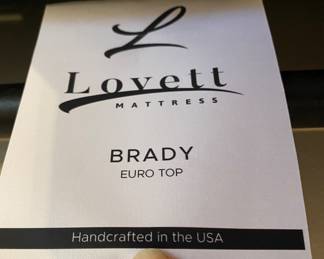 L
Lovett
MATTRESS
BRADY
EURO TOP
Handcrafted in the USA